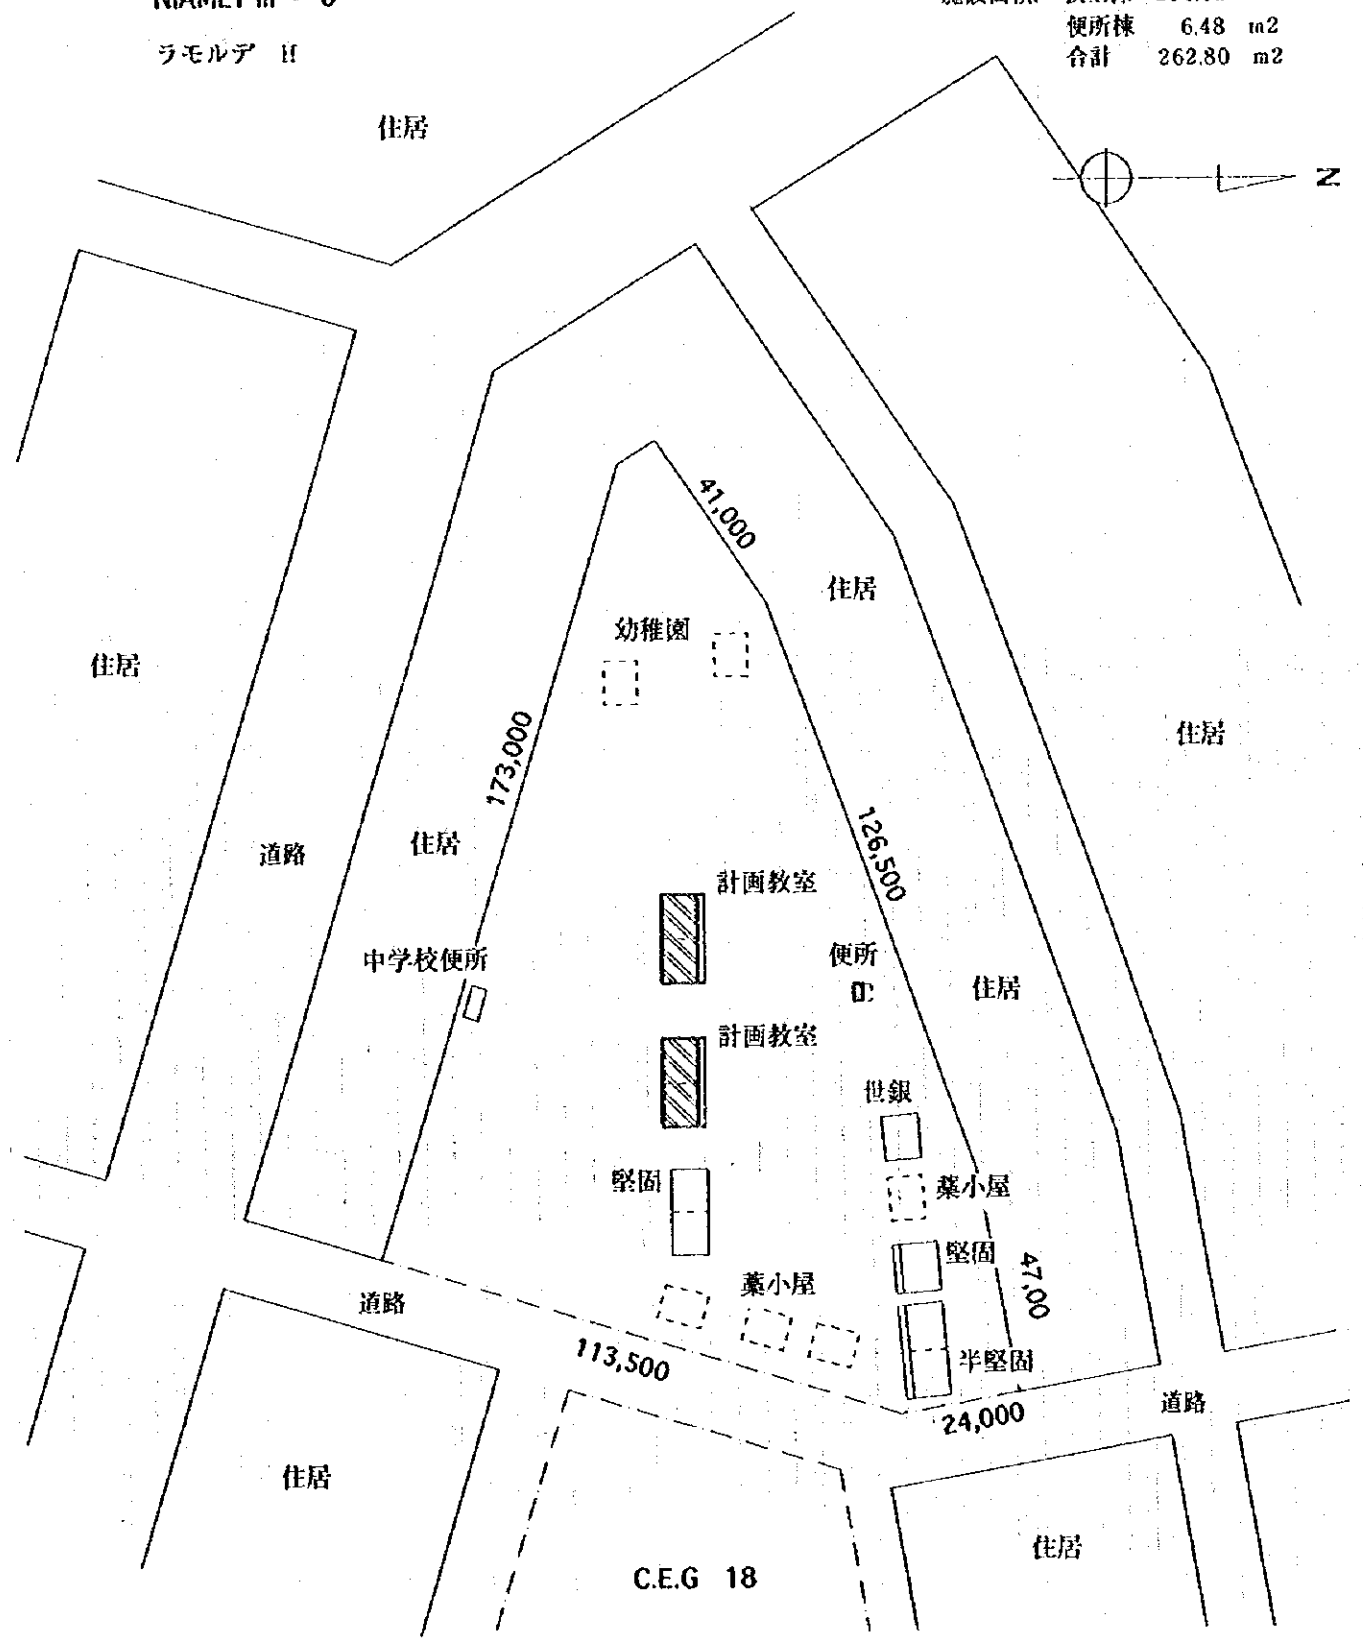 ラモルデ II
便所棟 6.48 m2
合計 262.80 m2
住居
N
41,000
住居
幼稚園
住居
173,000
住居
126,500
道路
住居
計画教室
中学校便所
便所
住居
計画教室
世銀
堅固
藁小屋
堅固
47,00
藁小屋
道路
113,500
半堅固
24,000
道路
住居
住居
C.E.G 18